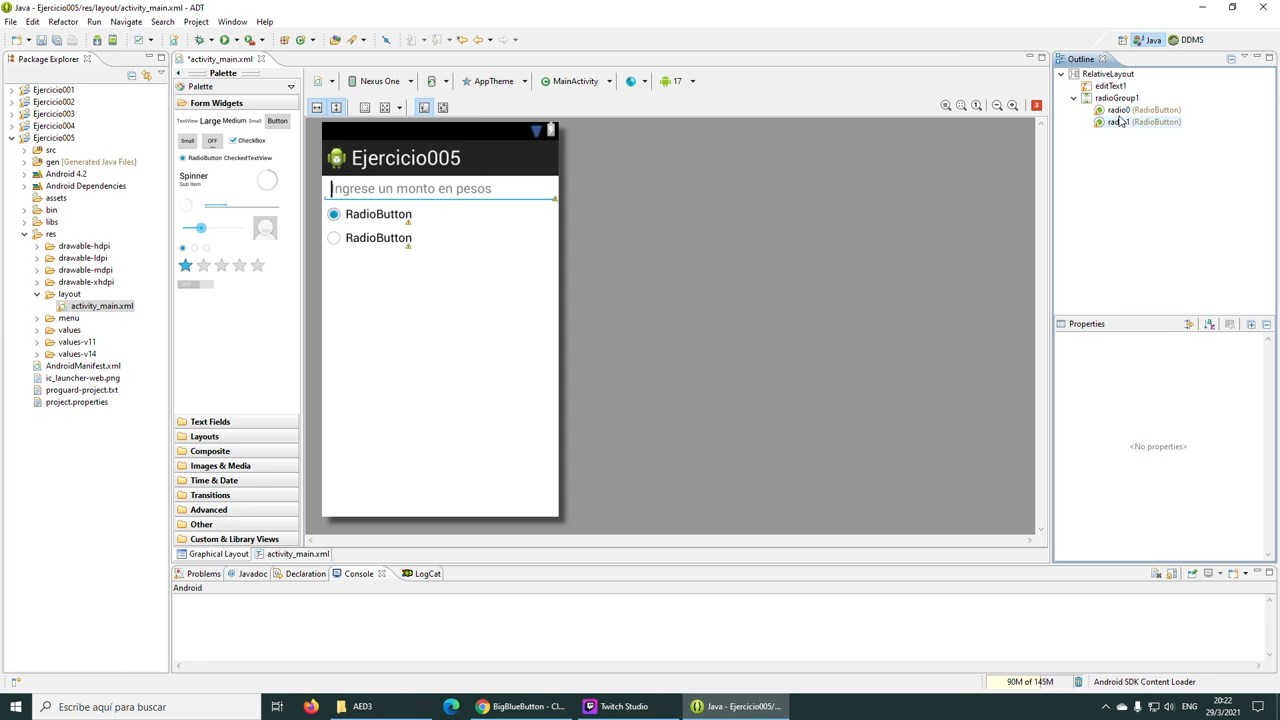 Java - Ejercicio005/res/layout/activity_main.xml - ADT
File Edit Refactor Run Navigate Search Project Window Help
Java DDMS
Package Explorer
*activity_main.xml
Outline
Ejercicio001
Ejercicio002
Ejercicio003
Ejercicio004
Ejercicio005
src
gen [Generated Java Files]
Android 4.2
Android Dependencies
assets
bin
libs
res
drawable-hdpi
drawable-ldpi
drawable-mdpi
drawable-xhdpi
layout
activity_main.xml
menu
values
values-v11
values-v14
AndroidManifest.xml
ic_launcher-web.png
proguard-project.txt
project.properties
Palette
Palette
Form Widgets
TextView Large Medium Small Button
Small OFF CheckBox
RadioButton CheckedTextView
Spinner
Sub Item
OFF
Text Fields
Layouts
Composite
Images & Media
Time & Date
Transitions
Advanced
Other
Custom & Library Views
Graphical Layout activity_main.xml
Nexus One AppTheme MainActivity 17
3
Ejercicio005
Ingrese un monto en pesos
RadioButton
RadioButton
RelativeLayout
editText1
radioGroup1
radio0 (RadioButton)
radio1 (RadioButton)
Properties
<No properties>
Problems Javadoc Declaration Console LogCat
Android
90M of 145M Android SDK Content Loader
Escribe aquí para buscar
AED3
BigBlueButton - Cl...
Twitch Studio
Java - Ejercicio005/...
ENG
20:22
29/3/2021